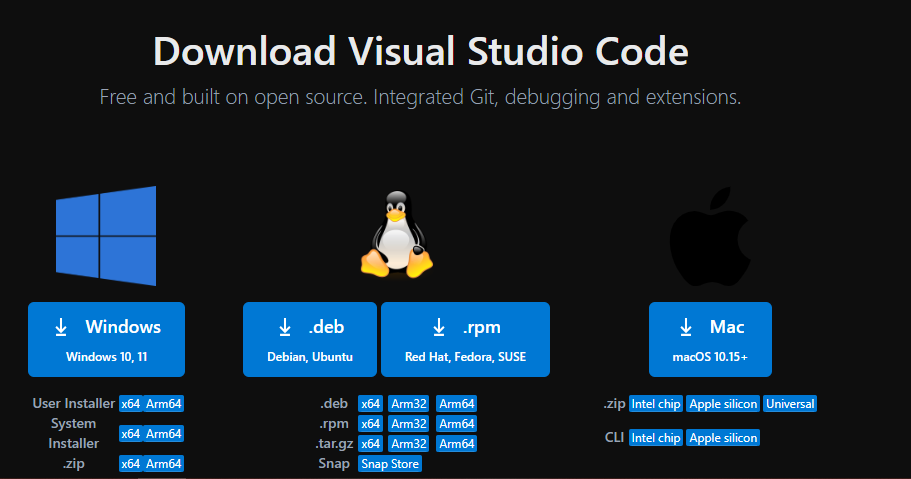 Download Visual Studio Code
Free and built on open source. Integrated Git, debugging and extensions.
Windows
Windows 10, 11
User Installer x64 Arm64
System
Installer x64 Arm64
.zip x64 Arm64
.deb
Debian, Ubuntu
.rpm
Red Hat, Fedora, SUSE
.deb x64 Arm32 Arm64
.rpm x64 Arm32 Arm64
.tar.gz x64 Arm32 Arm64
Snap Snap Store
Mac
macOS 10.15+
.zip Intel chip Apple silicon Universal
CLI Intel chip Apple silicon